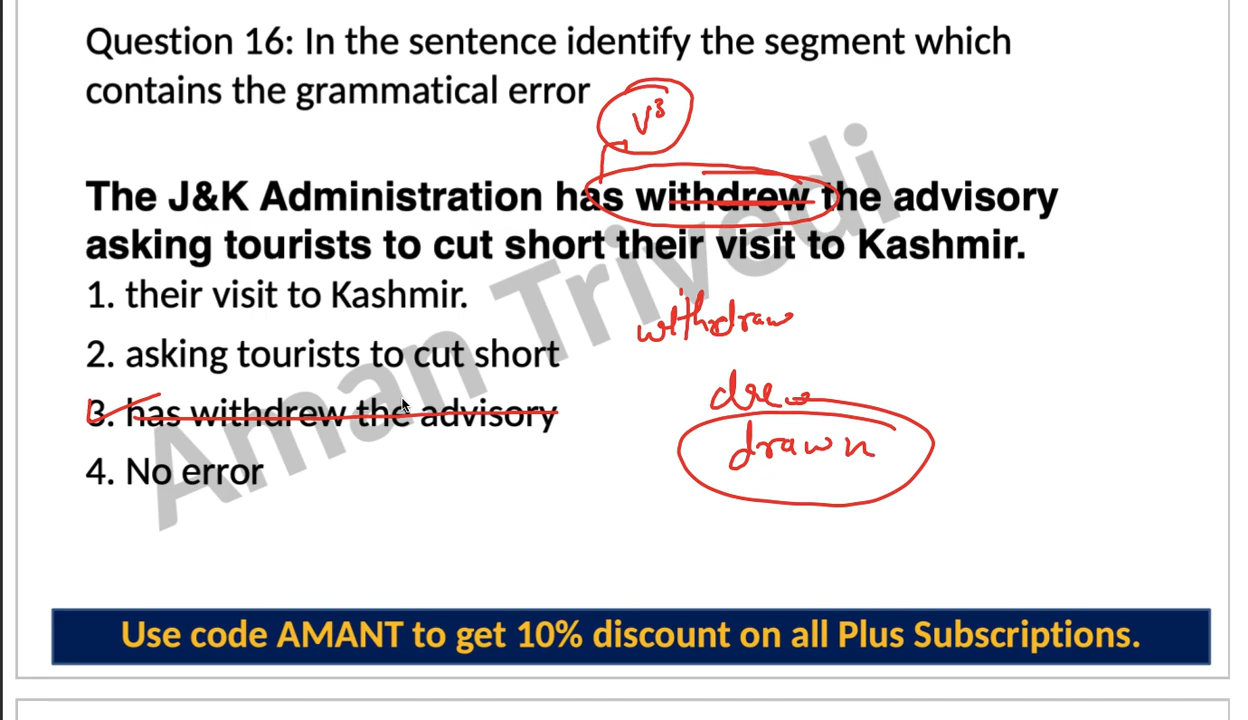 Question 16: In the sentence identify the segment which
contains the grammatical error
V³
The J&K Administration has withdrew the advisory
asking tourists to cut short their visit to Kashmir.
1. their visit to Kashmir.
withdraw
2. asking tourists to cut short
3. has withdrew the advisory
drawn
4. No error
Aman Trivedi
Use code AMANT to get 10% discount on all Plus Subscriptions.